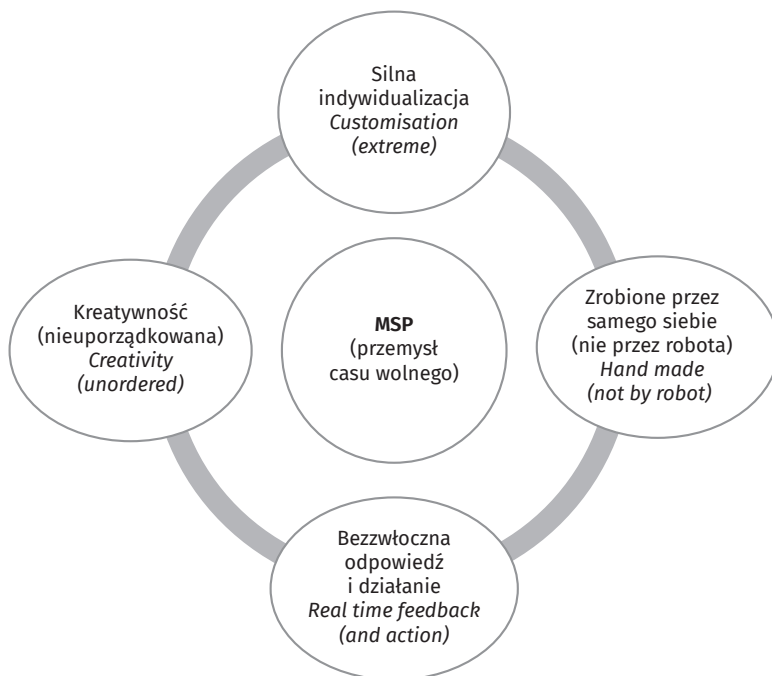 Silna
indywidualizacja
Customisation
(extreme)
Kreatywność
(nieuporządkowana)
Creativity
(unordered)
MSP
(przemysł
casu wolnego)
Zrobione przez
samego siebie
(nie przez robota)
Hand made
(not by robot)
Bezzwłoczna
odpowiedź
i działanie
Real time feedback
(and action)